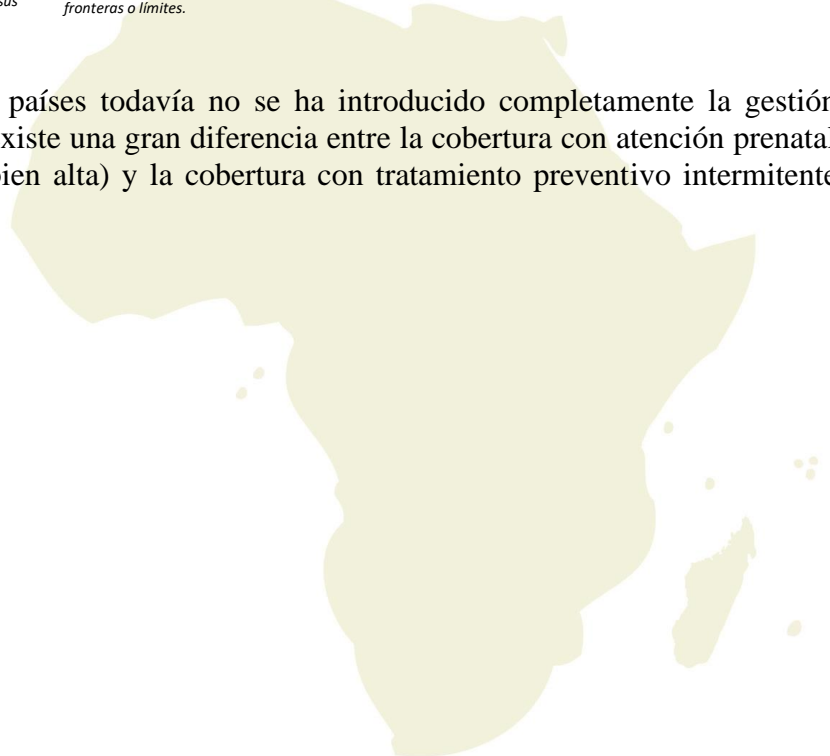 sus fronteras o límites.
países todavía no se ha introducido completamente la gestión
xiste una gran diferencia entre la cobertura con atención prenatal
bien alta) y la cobertura con tratamiento preventivo intermitente